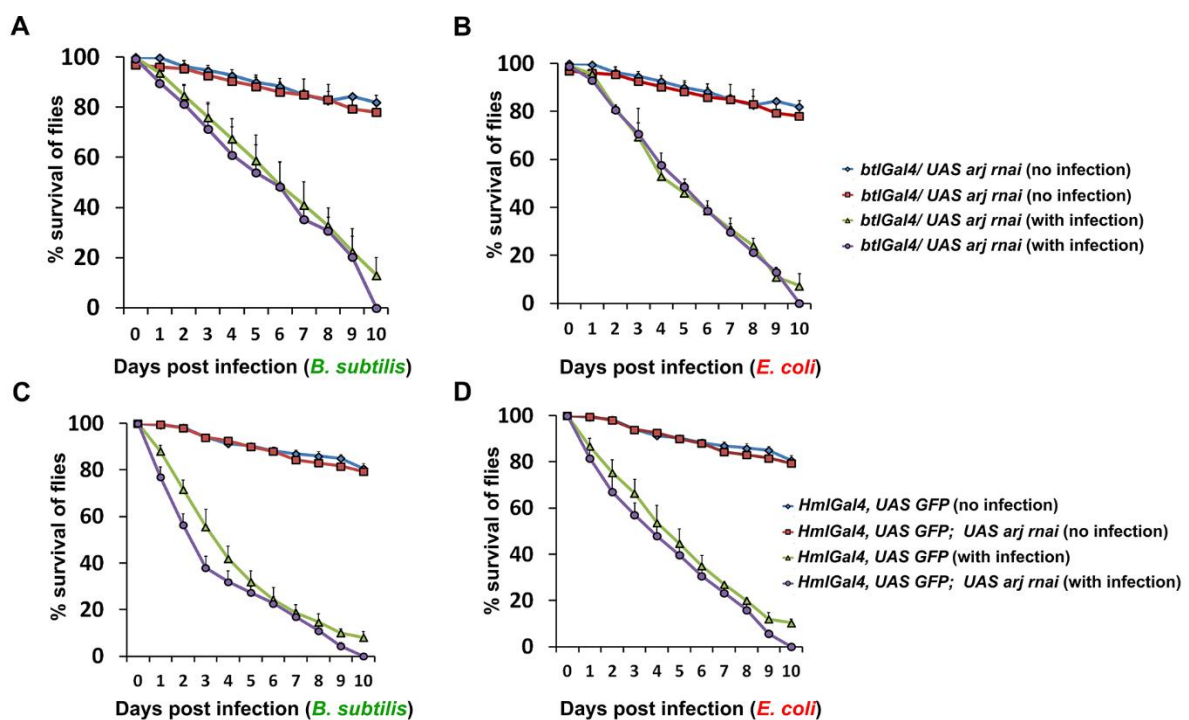 A
% survival of flies
100
80
60
40
20
0
0 1 2 3 4 5 6 7 8 9 10
Days post infection (B. subtilis)
B
% survival of flies
100
80
60
40
20
0
0 1 2 3 4 5 6 7 8 9 10
Days post infection (E. coli)
btlGal4/ UAS arj rnai (no infection)
btlGal4/ UAS arj rnai (no infection)
btlGal4/ UAS arj rnai (with infection)
btlGal4/ UAS arj rnai (with infection)
C
% survival of flies
100
80
60
40
20
0
0 1 2 3 4 5 6 7 8 9 10
Days post infection (B. subtilis)
D
% survival of flies
100
80
60
40
20
0
0 1 2 3 4 5 6 7 8 9 10
Days post infection (E. coli)
HmlGal4, UAS GFP (no infection)
HmlGal4, UAS GFP; UAS arj rnai (no infection)
HmlGal4, UAS GFP (with infection)
HmlGal4, UAS GFP; UAS arj rnai (with infection)